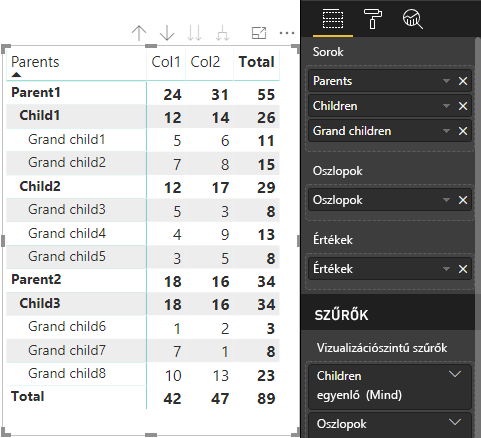 Parents Col1 Col2 Total
Parent1 24 31 55
Child1 12 14 26
Grand child1 5 6 11
Grand child2 7 8 15
Child2 12 17 29
Grand child3 5 3 8
Grand child4 4 9 13
Grand child5 3 5 8
Parent2 18 16 34
Child3 18 16 34
Grand child6 1 2 3
Grand child7 7 1 8
Grand child8 10 13 23
Total 42 47 89
Sorok
Parents
Children
Grand children
Oszlopok
Oszlopok
Értékek
Értékek
SZŰRŐK
Vizualizációszintű szűrők
Children
egyenlő (Mind)
Oszlopok